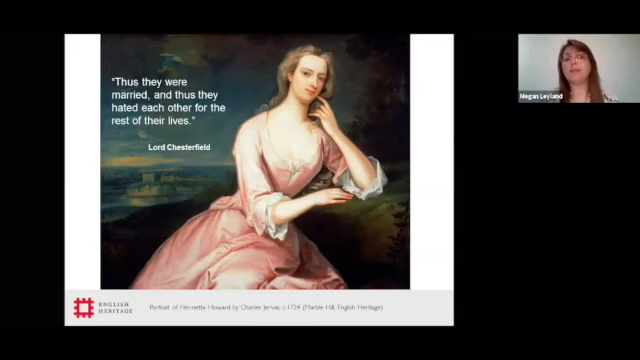 “Thus they were
married, and thus they
hated each other for the
rest of their lives.”
Lord Chesterfield
Megan Leyland
ENGLISH
HERITAGE
Portrait of Henrietta Howard by Charles Jervas, c.1724 (Marble Hill, English Heritage)